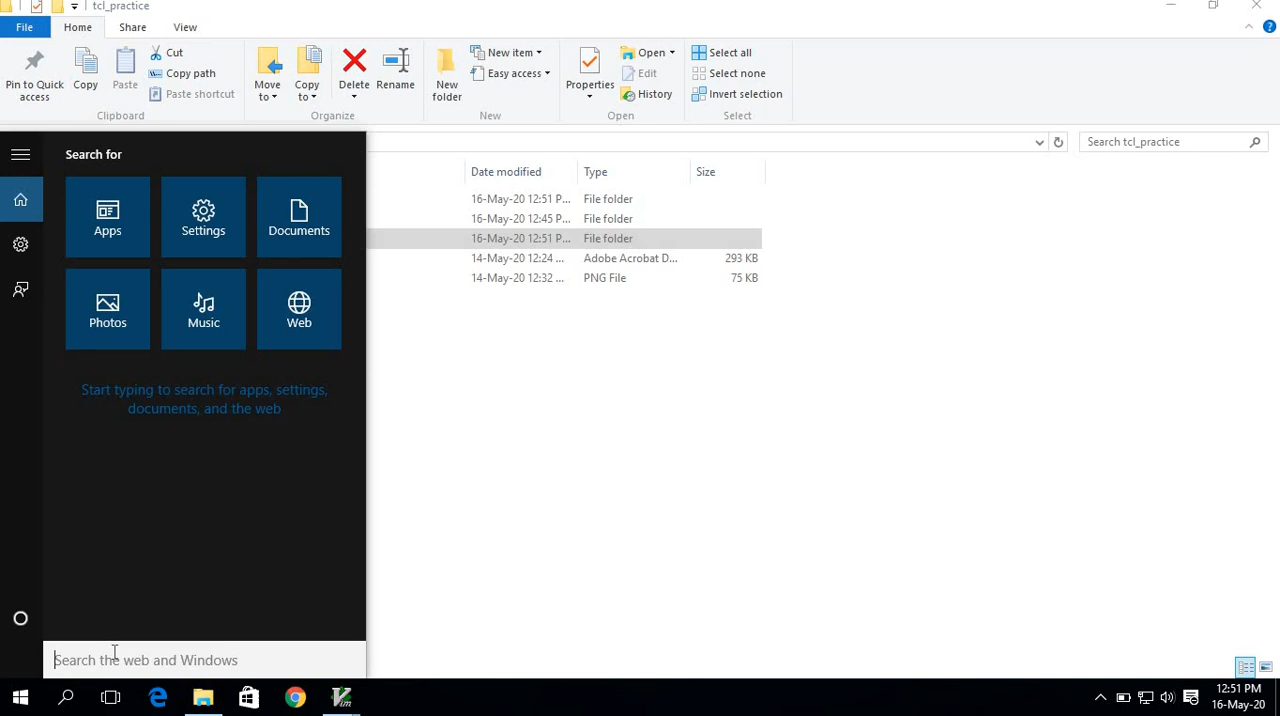 tcl_practice
File
Home
Share
View
Pin to Quick access
Copy
Paste
Cut
Copy path
Paste shortcut
Clipboard
Move to
Copy to
Delete
Rename
Organize
New folder
New item
Easy access
New
Properties
Open
Edit
History
Open
Select all
Select none
Invert selection
Select
Search tcl_practice
Date modified
Type
Size
16-May-20 12:51 P...
File folder
16-May-20 12:45 P...
File folder
16-May-20 12:51 P...
File folder
14-May-20 12:24 ...
Adobe Acrobat D...
293 KB
14-May-20 12:32 ...
PNG File
75 KB
Search for
Apps
Settings
Documents
Photos
Music
Web
Start typing to search for apps, settings,
documents, and the web
Search the web and Windows
Vim
12:51 PM
16-May-20